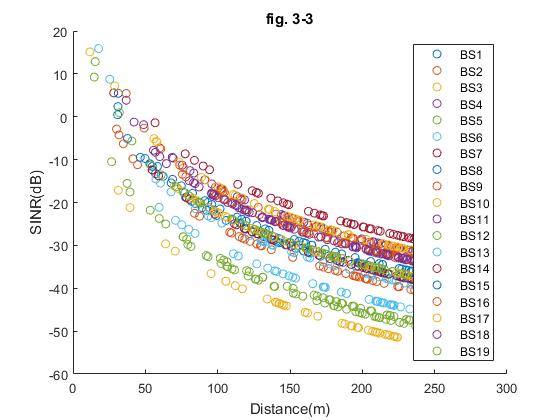 fig. 3-3
20
10
0
-10
-20
-30
-40
-50
-60
SINR(dB)
0
50
100
150
200
250
300
Distance(m)
BS1
BS2
BS3
BS4
BS5
BS6
BS7
BS8
BS9
BS10
BS11
BS12
BS13
BS14
BS15
BS16
BS17
BS18
BS19